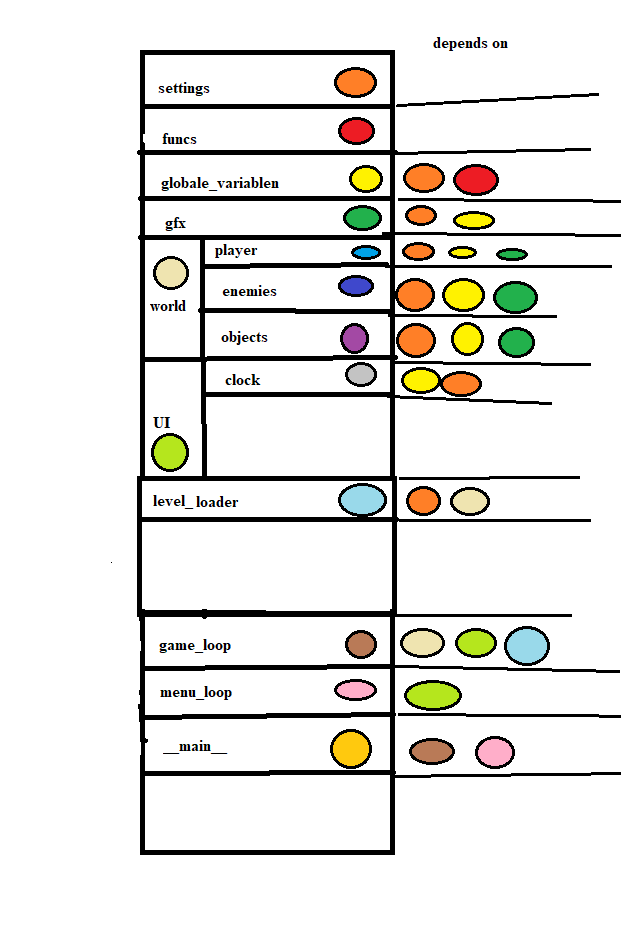 depends on
settings
funcs
globale_variablen
gfx
player
world
enemies
objects
clock
UI
level_loader
game_loop
menu_loop
__main__